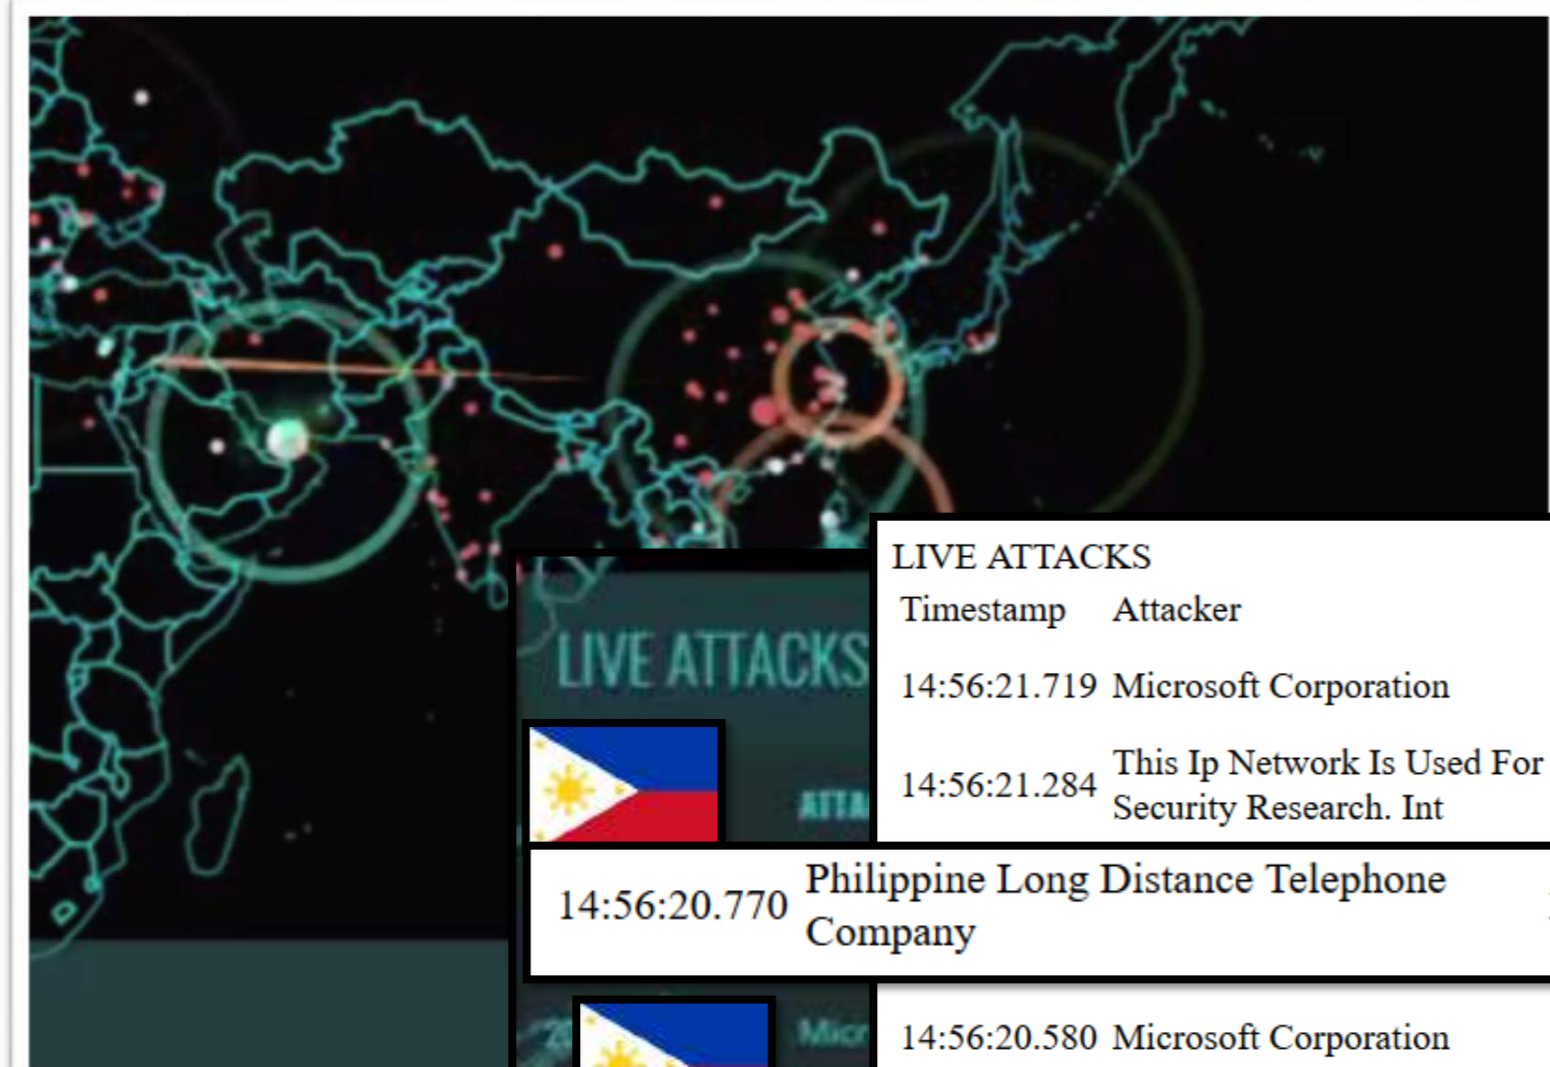 LIVE ATTACKS
Timestamp Attacker
14:56:21.719 Microsoft Corporation
14:56:21.284 This Ip Network Is Used For
Security Research. Int
LIVE ATTACKS
14:56:20.770 Philippine Long Distance Telephone
Company
14:56:20.580 Microsoft Corporation